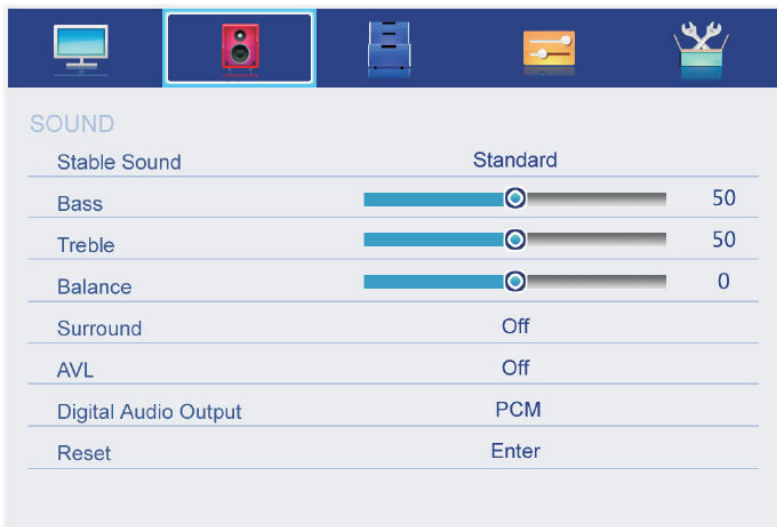 SOUND
Stable Sound Standard
Bass 50
Treble 50
Balance 0
Surround Off
AVL Off
Digital Audio Output PCM
Reset Enter